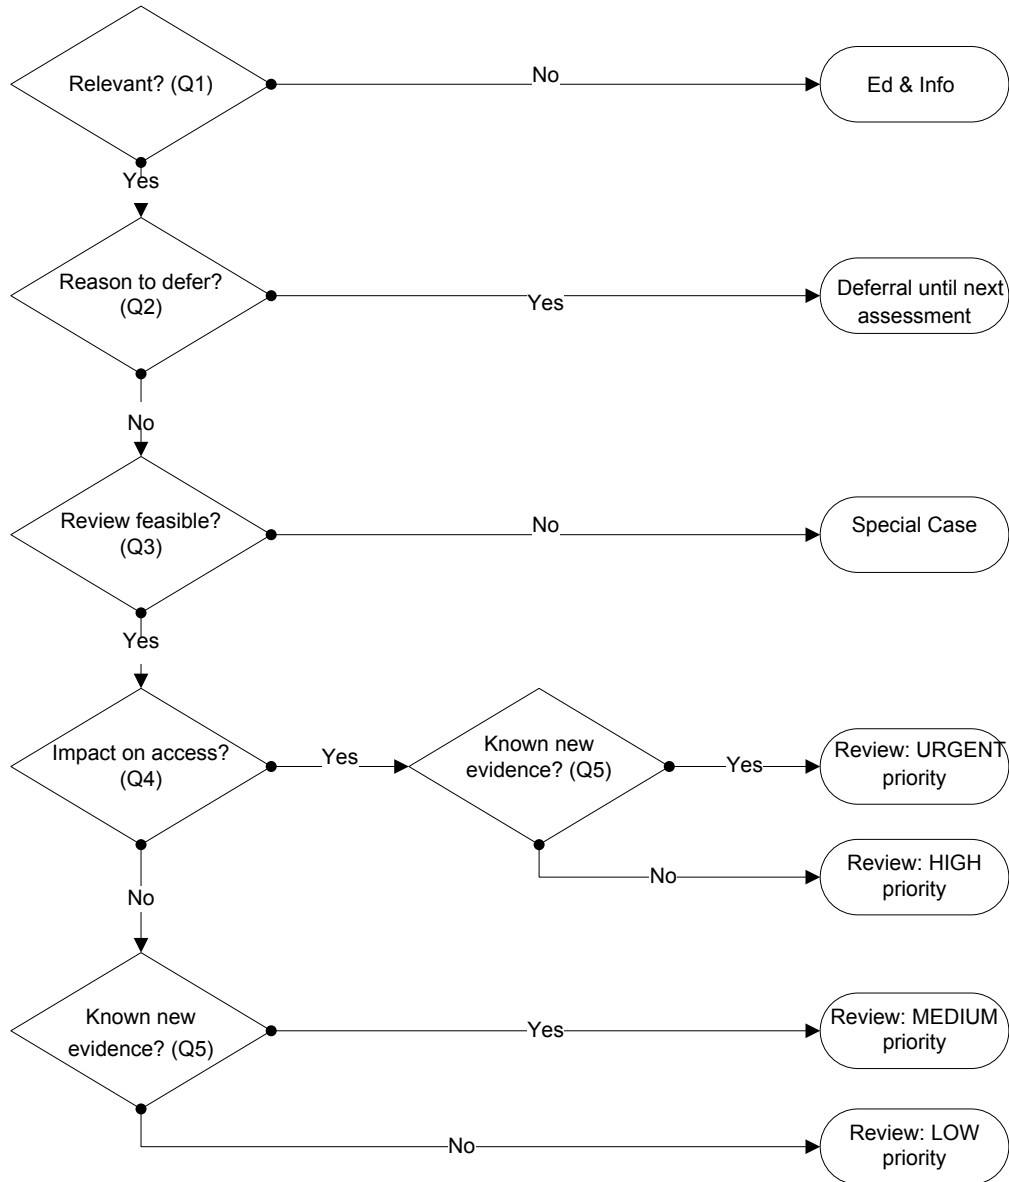 Relevant? (Q1)
No
Ed & Info
Yes
Reason to defer?
(Q2)
Yes
Deferral until next
assessment
No
Review feasible?
(Q3)
No
Special Case
Yes
Impact on access?
(Q4)
Yes
Known new
evidence? (Q5)
Yes
Review: URGENT
priority
No
Review: HIGH
priority
No
Known new
evidence? (Q5)
Yes
Review: MEDIUM
priority
No
Review: LOW
priority